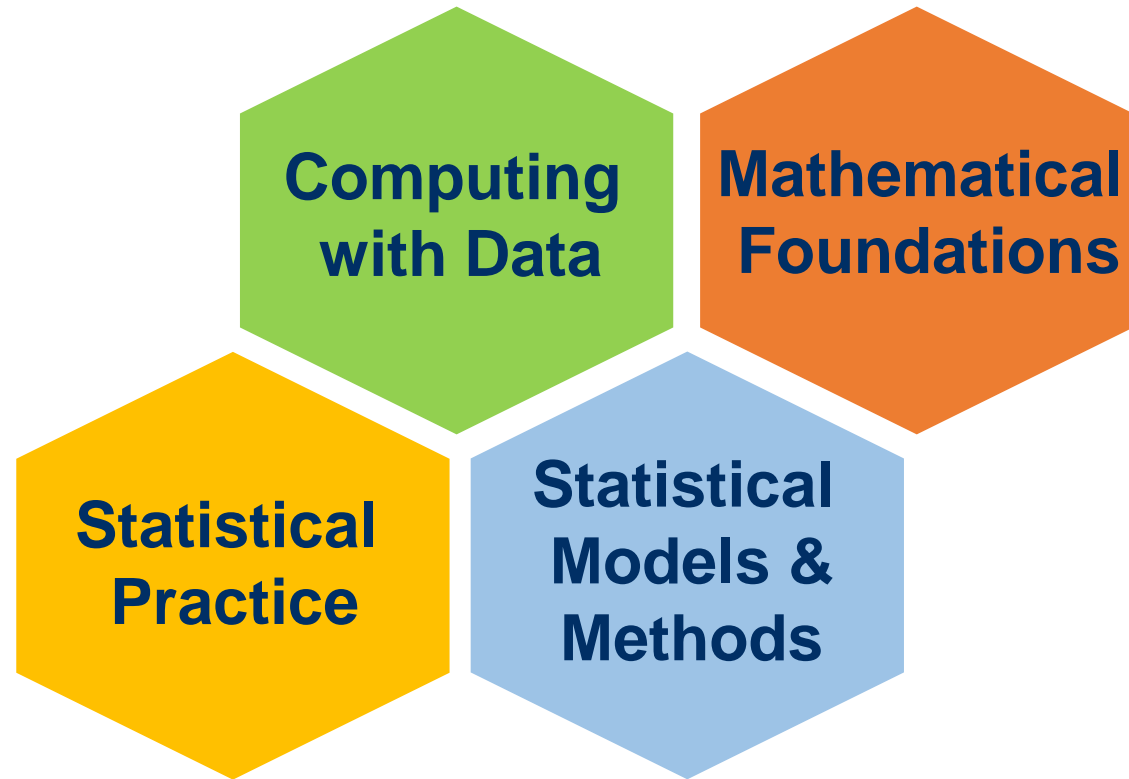 Computing
with Data
Mathematical
Foundations
Statistical
Practice
Statistical
Models &
Methods